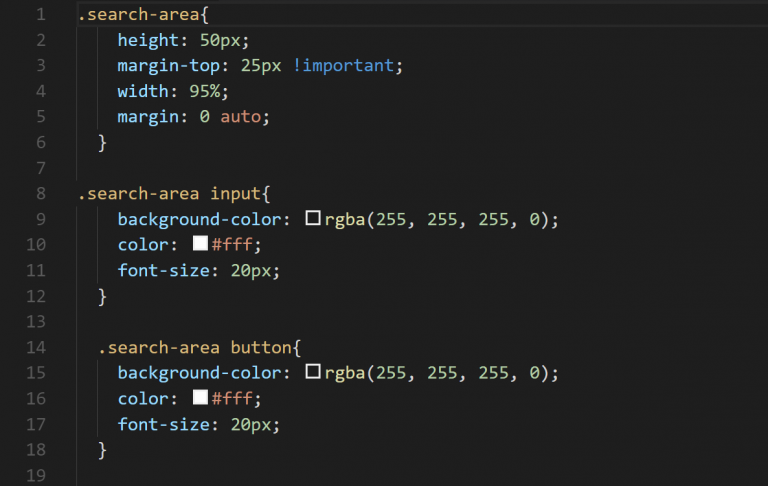 1 .search-area{
2 height: 50px;
3 margin-top: 25px !important;
4 width: 95%;
5 margin: 0 auto;
6 }
7
8 .search-area input{
9 background-color: rgba(255, 255, 255, 0);
10 color: #fff;
11 font-size: 20px;
12 }
13
14 .search-area button{
15 background-color: rgba(255, 255, 255, 0);
16 color: #fff;
17 font-size: 20px;
18 }
19